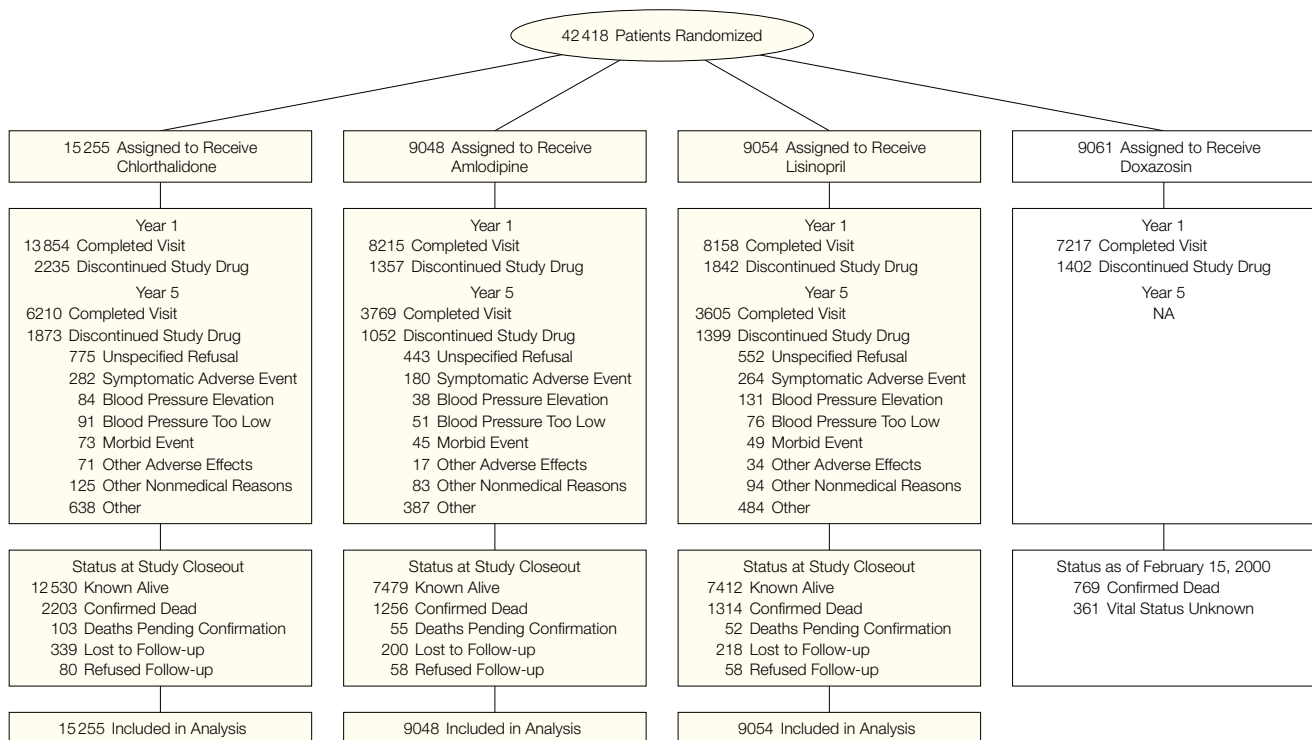 42 418 Patients Randomized
15 255 Assigned to Receive
Chlorthalidone
9048 Assigned to Receive
Amlodipine
9054 Assigned to Receive
Lisinopril
9061 Assigned to Receive
Doxazosin
Year 1
13 854 Completed Visit
2235 Discontinued Study Drug
Year 5
6210 Completed Visit
1873 Discontinued Study Drug
775 Unspecified Refusal
282 Symptomatic Adverse Event
84 Blood Pressure Elevation
91 Blood Pressure Too Low
73 Morbid Event
71 Other Adverse Effects
125 Other Nonmedical Reasons
638 Other
Year 1
8215 Completed Visit
1357 Discontinued Study Drug
Year 5
3769 Completed Visit
1052 Discontinued Study Drug
443 Unspecified Refusal
180 Symptomatic Adverse Event
38 Blood Pressure Elevation
51 Blood Pressure Too Low
45 Morbid Event
17 Other Adverse Effects
83 Other Nonmedical Reasons
387 Other
Year 1
8158 Completed Visit
1842 Discontinued Study Drug
Year 5
3605 Completed Visit
1399 Discontinued Study Drug
552 Unspecified Refusal
264 Symptomatic Adverse Event
131 Blood Pressure Elevation
76 Blood Pressure Too Low
49 Morbid Event
34 Other Adverse Effects
94 Other Nonmedical Reasons
484 Other
Year 1
7217 Completed Visit
1402 Discontinued Study Drug
Year 5
NA
Status at Study Closeout
12 530 Known Alive
2203 Confirmed Dead
103 Deaths Pending Confirmation
339 Lost to Follow-up
80 Refused Follow-up
Status at Study Closeout
7479 Known Alive
1256 Confirmed Dead
55 Deaths Pending Confirmation
200 Lost to Follow-up
58 Refused Follow-up
Status at Study Closeout
7412 Known Alive
1314 Confirmed Dead
52 Deaths Pending Confirmation
218 Lost to Follow-up
58 Refused Follow-up
Status as of February 15, 2000
769 Confirmed Dead
361 Vital Status Unknown
15 255 Included in Analysis
9048 Included in Analysis
9054 Included in Analysis